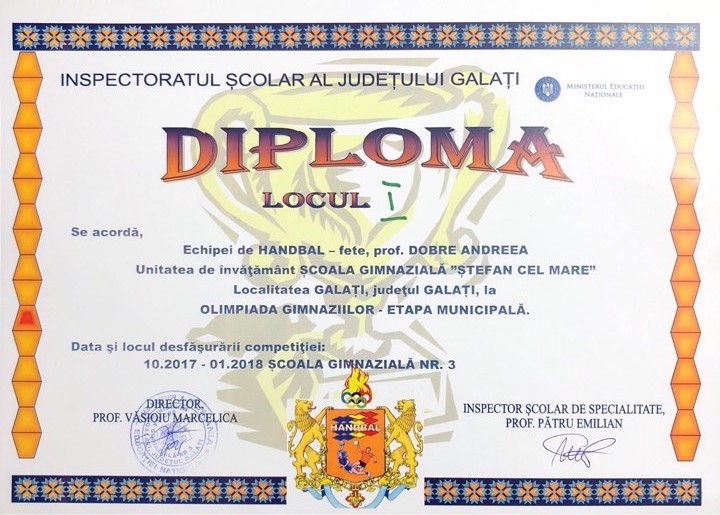 INSPECTORATUL ȘCOLAR AL JUDEȚULUI GALAȚI
MINISTERUL EDUCAȚIEI
NAȚIONALE
DIPLOMA
LOCUL I
Se acordă,
Echipei de HANDBAL – fete, prof. DOBRE ANDREEA
Unitatea de învățământ ȘCOALA GIMNAZIALĂ "ȘTEFAN CEL MARE"
Localitatea GALAȚI, județul GALAȚI, la
OLIMPIADA GIMNAZIILOR - ETAPA MUNICIPALĂ.
Data și locul desfășurării competiției:
10.2017 - 01.2018 ȘCOALA GIMNAZIALĂ NR. 3
DIRECTOR,
PROF. VĂSIOIU MARCELICA
HANDBAL
INSPECTOR ȘCOLAR DE SPECIALITATE,
PROF. PĂTRU EMILIAN